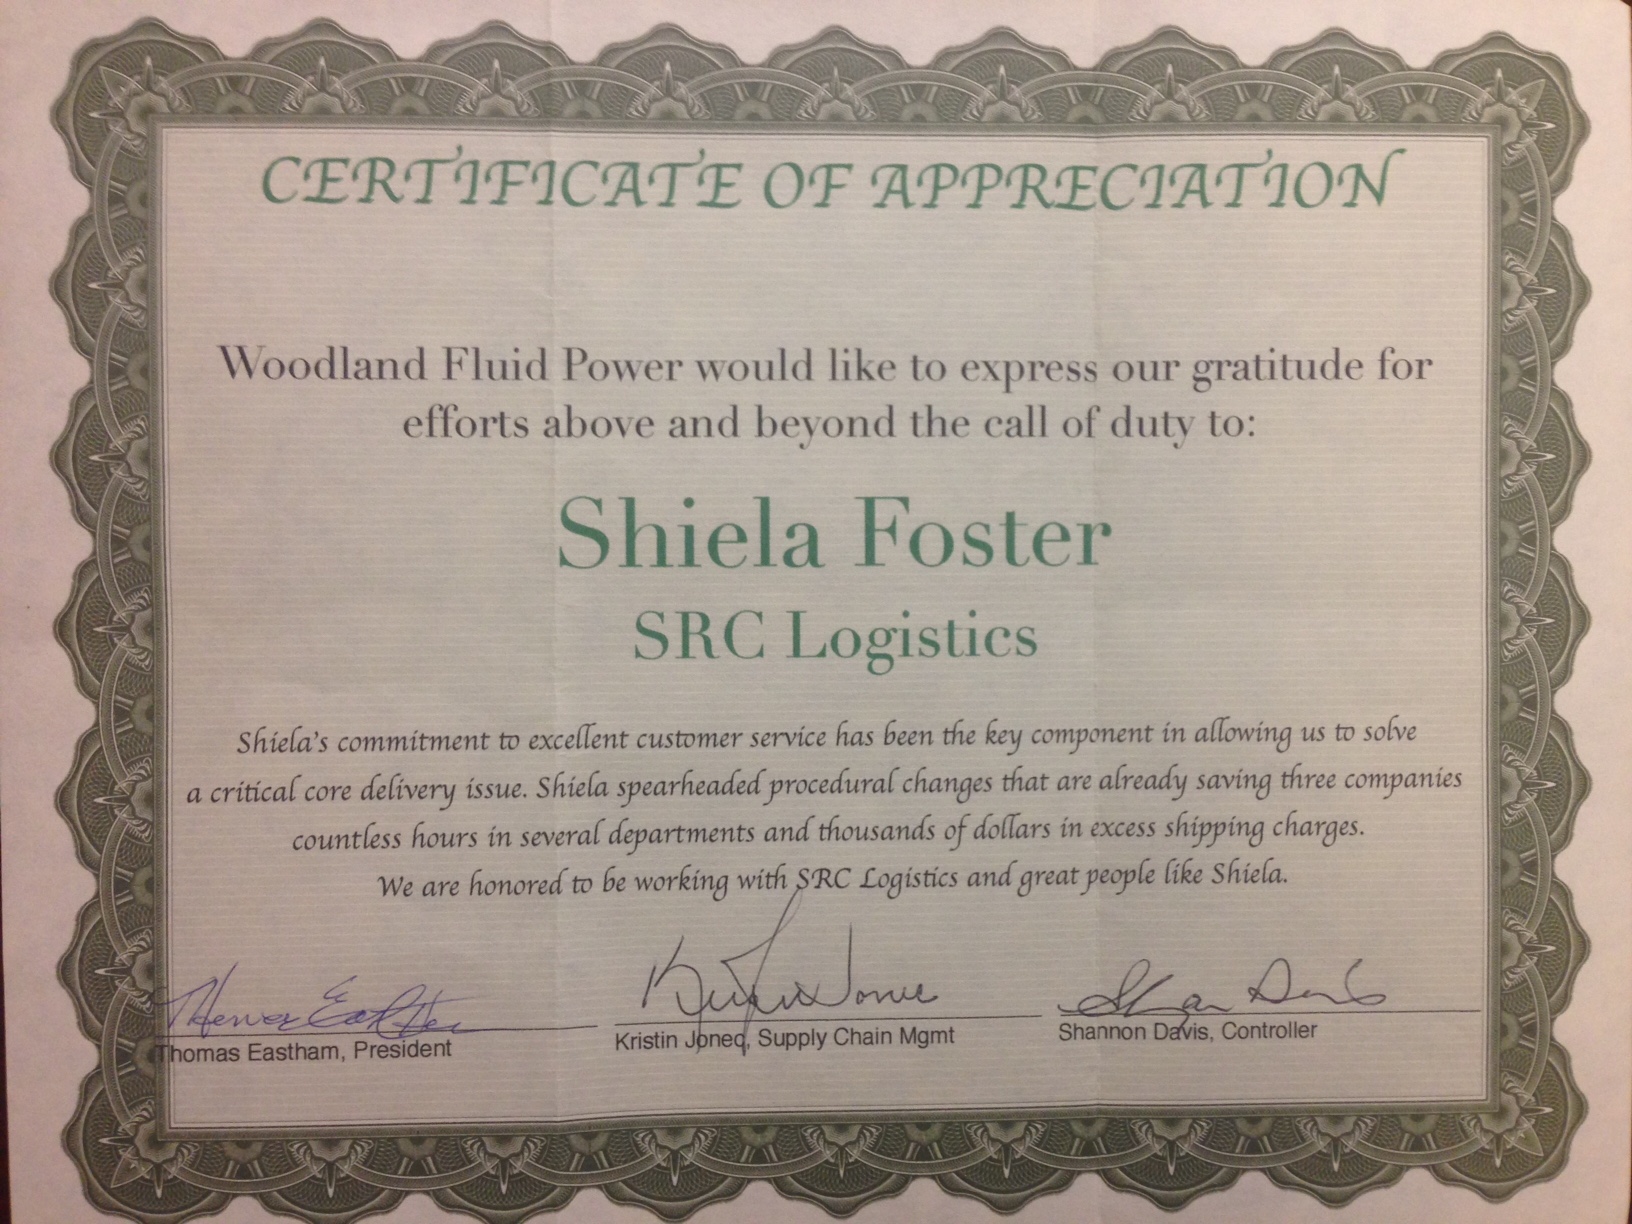 CERTIFICATE OF APPRECIATION
Woodland Fluid Power would like to express our gratitude for
efforts above and beyond the call of duty to:
Shiela Foster
SRC Logistics
Shiela's commitment to excellent customer service has been the key component in allowing us to solve
a critical core delivery issue. Shiela spearheaded procedural changes that are already saving three companies
countless hours in several departments and thousands of dollars in excess shipping charges.
We are honored to be working with SRC Logistics and great people like Shiela.
Thomas Eastham, President
Kristin Jones, Supply Chain Mgmt
Shannon Davis, Controller